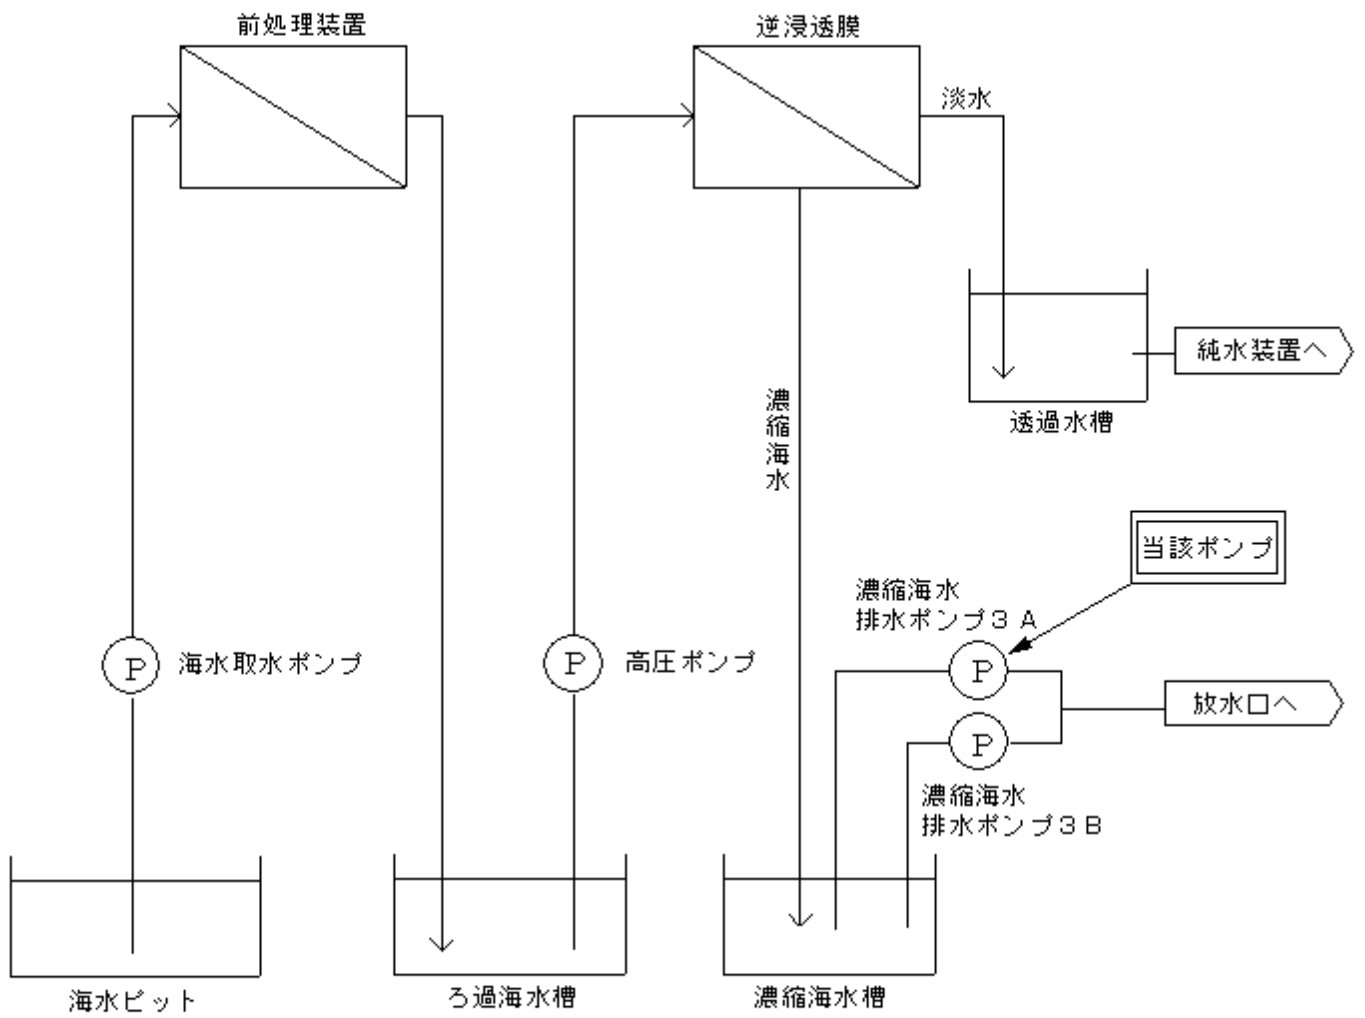 前処理装置
逆浸透膜
淡水
純水装置へ
透過水槽
濃縮海水
当該ポンプ
濃縮海水
排水ポンプ3A
P
海水取水ポンプ
P
高圧ポンプ
P
放水口へ
P
濃縮海水
排水ポンプ3B
海水ピット
ろ過海水槽
濃縮海水槽